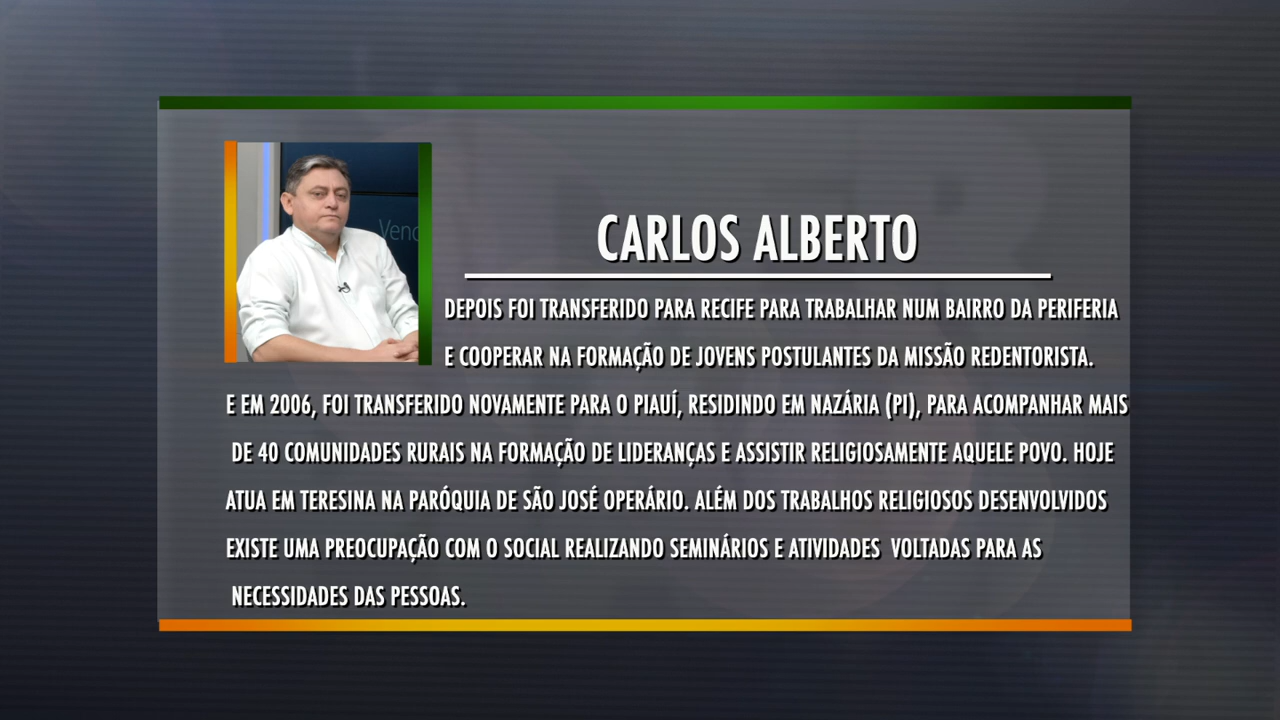 Venc
CARLOS ALBERTO
DEPOIS FOI TRANSFERIDO PARA RECIFE PARA TRABALHAR NUM BAIRRO DA PERIFERIA
E COOPERAR NA FORMAÇÃO DE JOVENS POSTULANTES DA MISSÃO REDENTORISTA.
E EM 2006, FOI TRANSFERIDO NOVAMENTE PARA O PIAUÍ, RESIDINDO EM NAZÁRIA (PI), PARA ACOMPANHAR MAIS
DE 40 COMUNIDADES RURAIS NA FORMAÇÃO DE LIDERANÇAS E ASSISTIR RELIGIOSAMENTE AQUELE POVO. HOJE
ATUA EM TERESINA NA PARÓQUIA DE SÃO JOSÉ OPERÁRIO. ALÉM DOS TRABALHOS RELIGIOSOS DESENVOLVIDOS
EXISTE UMA PREOCUPAÇÃO COM O SOCIAL REALIZANDO SEMINÁRIOS E ATIVIDADES VOLTADAS PARA AS
NECESSIDADES DAS PESSOAS.